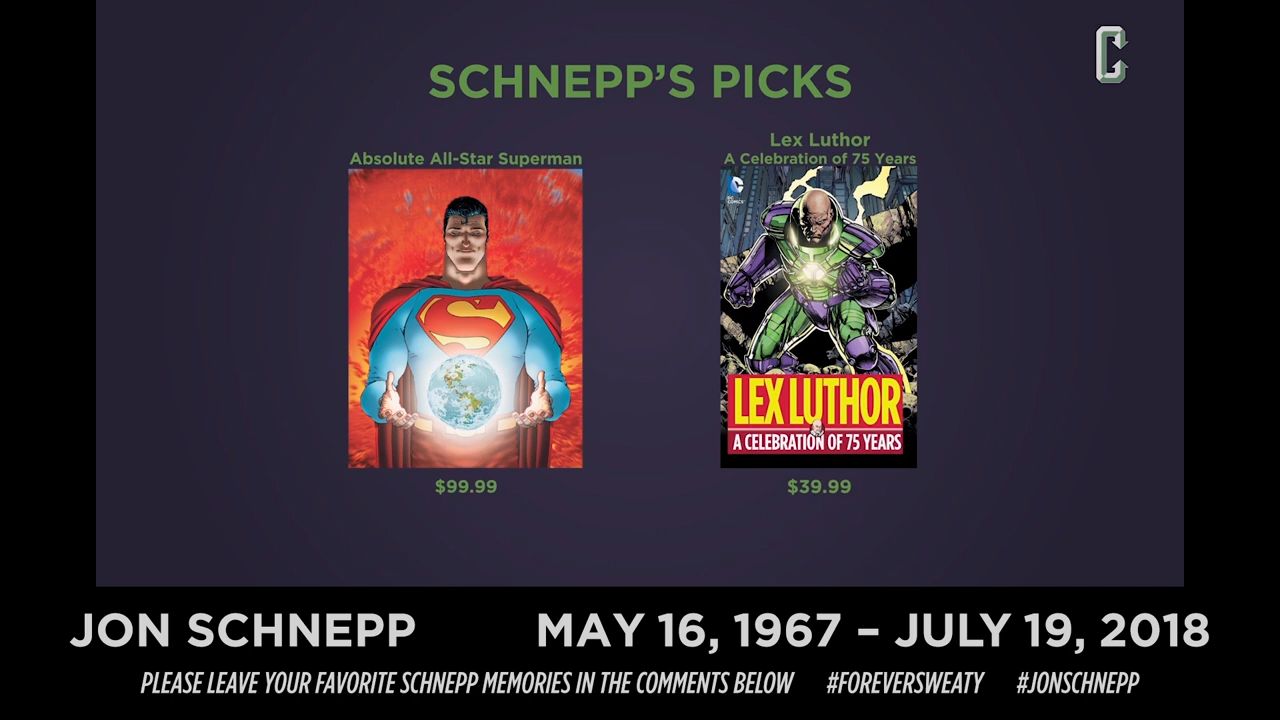 SCHNEPP'S PICKS
Absolute All-Star Superman
Lex Luthor
A Celebration of 75 Years
DC
COMICS
S
LEX LUTHOR
A CELEBRATION OF 75 YEARS
$99.99
$39.99
JON SCHNEPP MAY 16, 1967 – JULY 19, 2018
PLEASE LEAVE YOUR FAVORITE SCHNEPP MEMORIES IN THE COMMENTS BELOW #FOREVERSWEATY #JONSCHNEPP